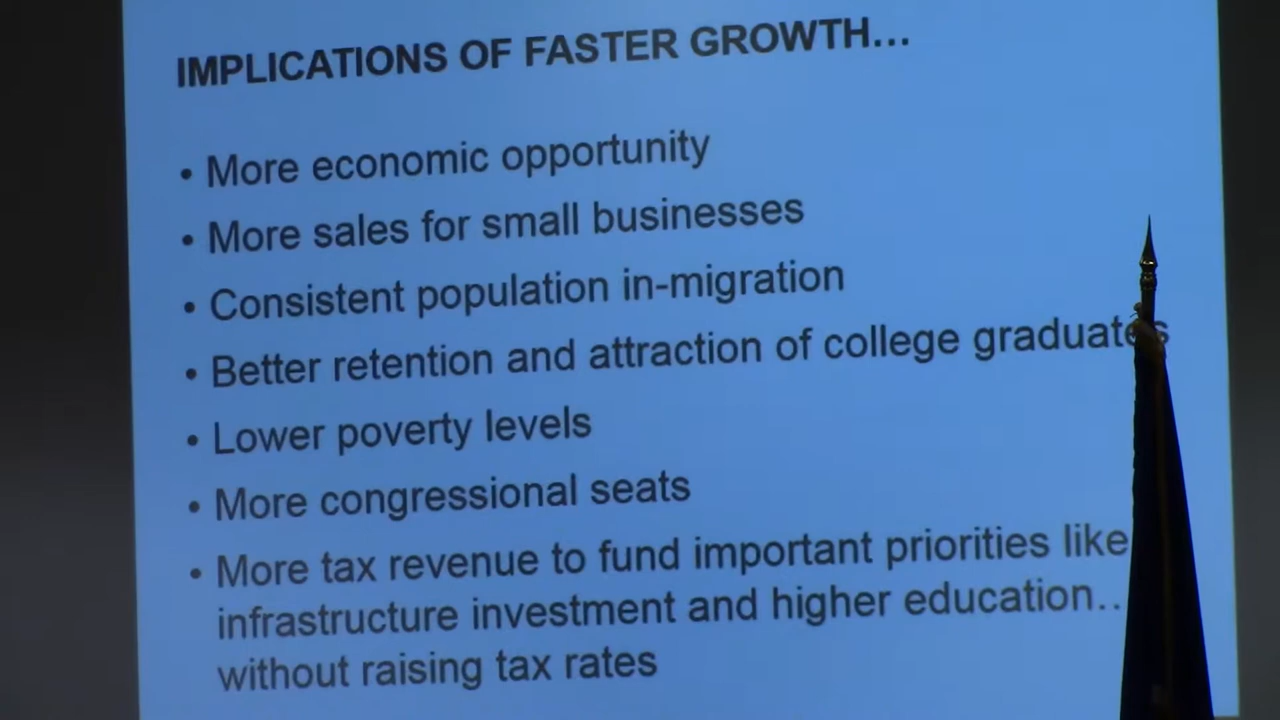 IMPLICATIONS OF FASTER GROWTH…
• More economic opportunity
• More sales for small businesses
• Consistent population in-migration
• Better retention and attraction of college graduates
• Lower poverty levels
• More congressional seats
• More tax revenue to fund important priorities like
infrastructure investment and higher education..
without raising tax rates